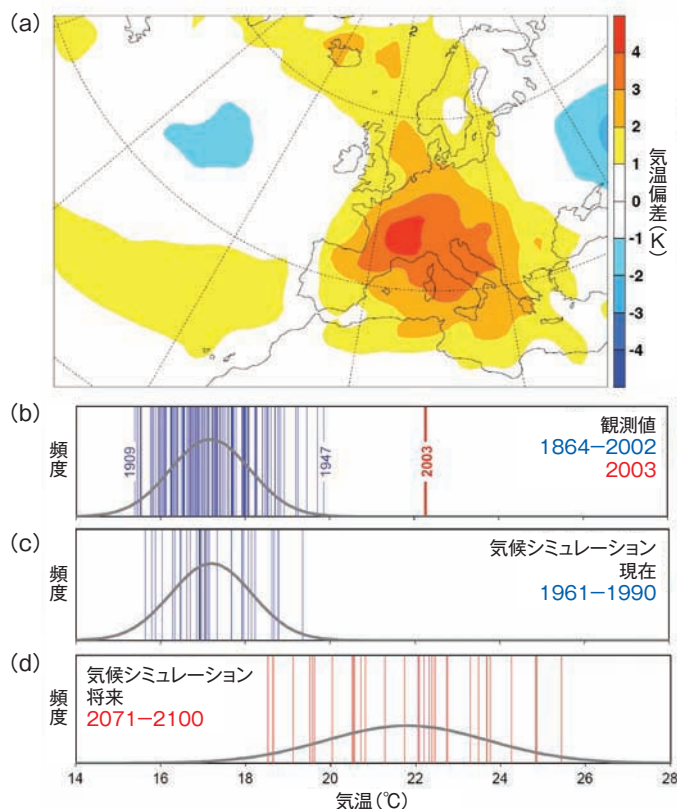 (a)
2
4
3
2
1
0
-1
-2
-3
-4
気温偏差(K)
(b)
頻度
1909
1947
2003
観測値
1864−2002
2003
(c)
頻度
気候シミュレーション
現在
1961−1990
(d)
頻度
気候シミュレーション
将来
2071−2100
14 16 18 20 22 24 26 28
気温(℃)